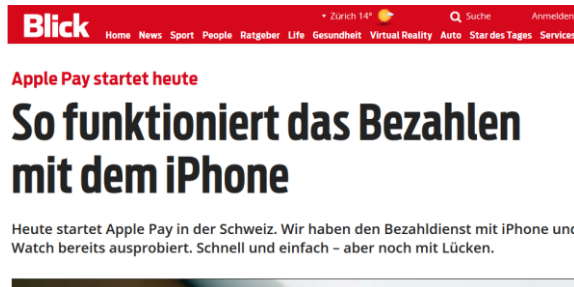 Zürich 14°
Suche
Anmelden
Blick
Home News Sport People Ratgeber Life Gesundheit Virtual Reality Auto Star des Tages Services
Apple Pay startet heute
So funktioniert das Bezahlen
mit dem iPhone
Heute startet Apple Pay in der Schweiz. Wir haben den Bezahldienst mit iPhone und
Watch bereits ausprobiert. Schnell und einfach – aber noch mit Lücken.